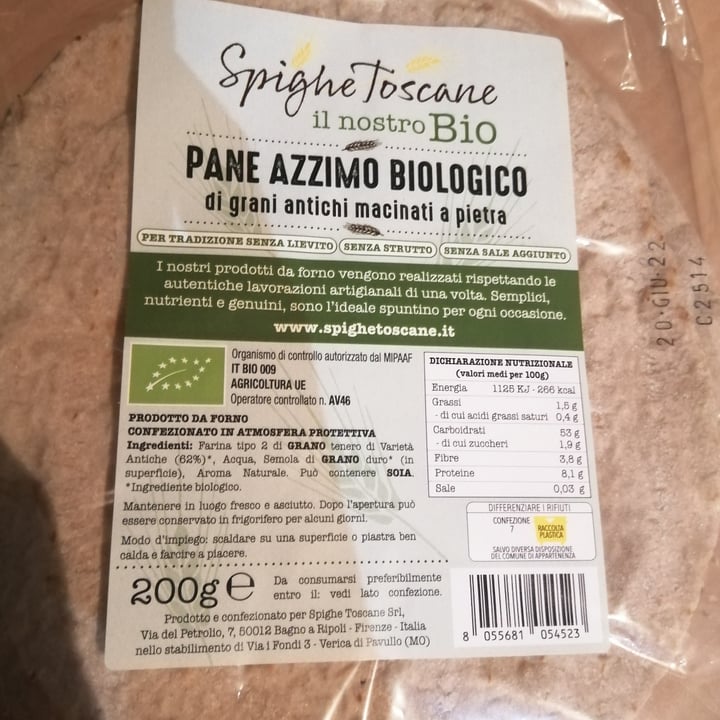 Spighe Toscane
il nostro Bio
PANE AZZIMO BIOLOGICO
di grani antichi macinati a pietra
PER TRADIZIONE SENZA LIEVITO SENZA STRUTTO SENZA SALE AGGIUNTO
I nostri prodotti da forno vengono realizzati rispettando le
autentiche lavorazioni artigianali di una volta. Semplici,
nutrienti e genuini, sono l'ideale spuntino per ogni occasione.
www.spighetoscane.it
Organismo di controllo autorizzato dal MIPAAF
IT BIO 009
AGRICOLTURA UE
Operatore controllato n. AV46
PRODOTTO DA FORNO
CONFEZIONATO IN ATMOSFERA PROTETTIVA
Ingredienti: Farina tipo 2 di GRANO tenero di Varietà
Antiche (62%)*, Acqua, Semola di GRANO duro* (in
superficie), Aroma Naturale. Può contenere SOIA.
*Ingrediente biologico.
Mantenere in luogo fresco e asciutto. Dopo l'apertura può
essere conservato in frigorifero per alcuni giorni.
Modo d'impiego: scaldare su una superficie o piastra ben
calda e farcire a piacere.
DICHIARAZIONE NUTRIZIONALE
(valori medi per 100g)
Energia 1125 KJ - 266 kcal
Grassi 1,5 g
- di cui acidi grassi saturi 0,4 g
Carboidrati 53 g
- di cui zuccheri 1,9 g
Fibre 3,8 g
Proteine 8,1 g
Sale 0,03 g
DIFFERENZIARE I RIFIUTI
CONFEZIONE
7
RACCOLTA
PLASTICA
SALVO DIVERSA DISPOSIZIONE
DEL COMUNE DI APPARTENENZA
200g e
Da consumarsi preferibilmente
entro il: vedi lato confezione.
Prodotto e confezionato per Spighe Toscane Srl,
Via del Petrolio, 7, 50012 Bagno a Ripoli - Firenze - Italia
nello stabilimento di Via i Fondi 3 - Verica di Pavullo (MO)
8 055681 054523
20·GIU·22
C2514